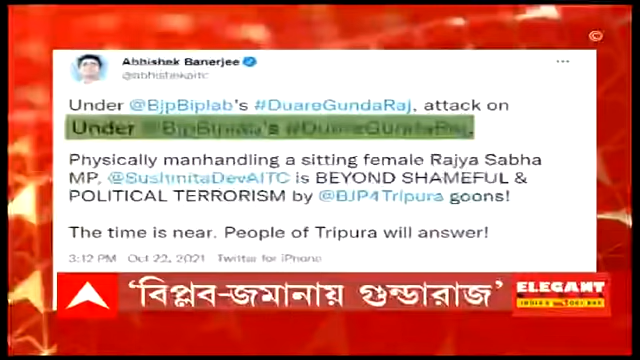 ©
Abhishek Banerjee
@abhishekaitc
Under @BjpBiplab's #DuareGundaRaj, attack on
Under @BjpBiplab's #DuareGundaRaj,
Physically manhandling a sitting female Rajya Sabha
MP, @SushmitaDevAITC is BEYOND SHAMEFUL &
POLITICAL TERRORISM by @BJP4Tripura goons!
The time is near. People of Tripura will answer!
3:12 PM Oct 22, 2021 Twitter for iPhone
‘বিপ্লব-জমানায় গুন্ডারাজ’
ELEGANT